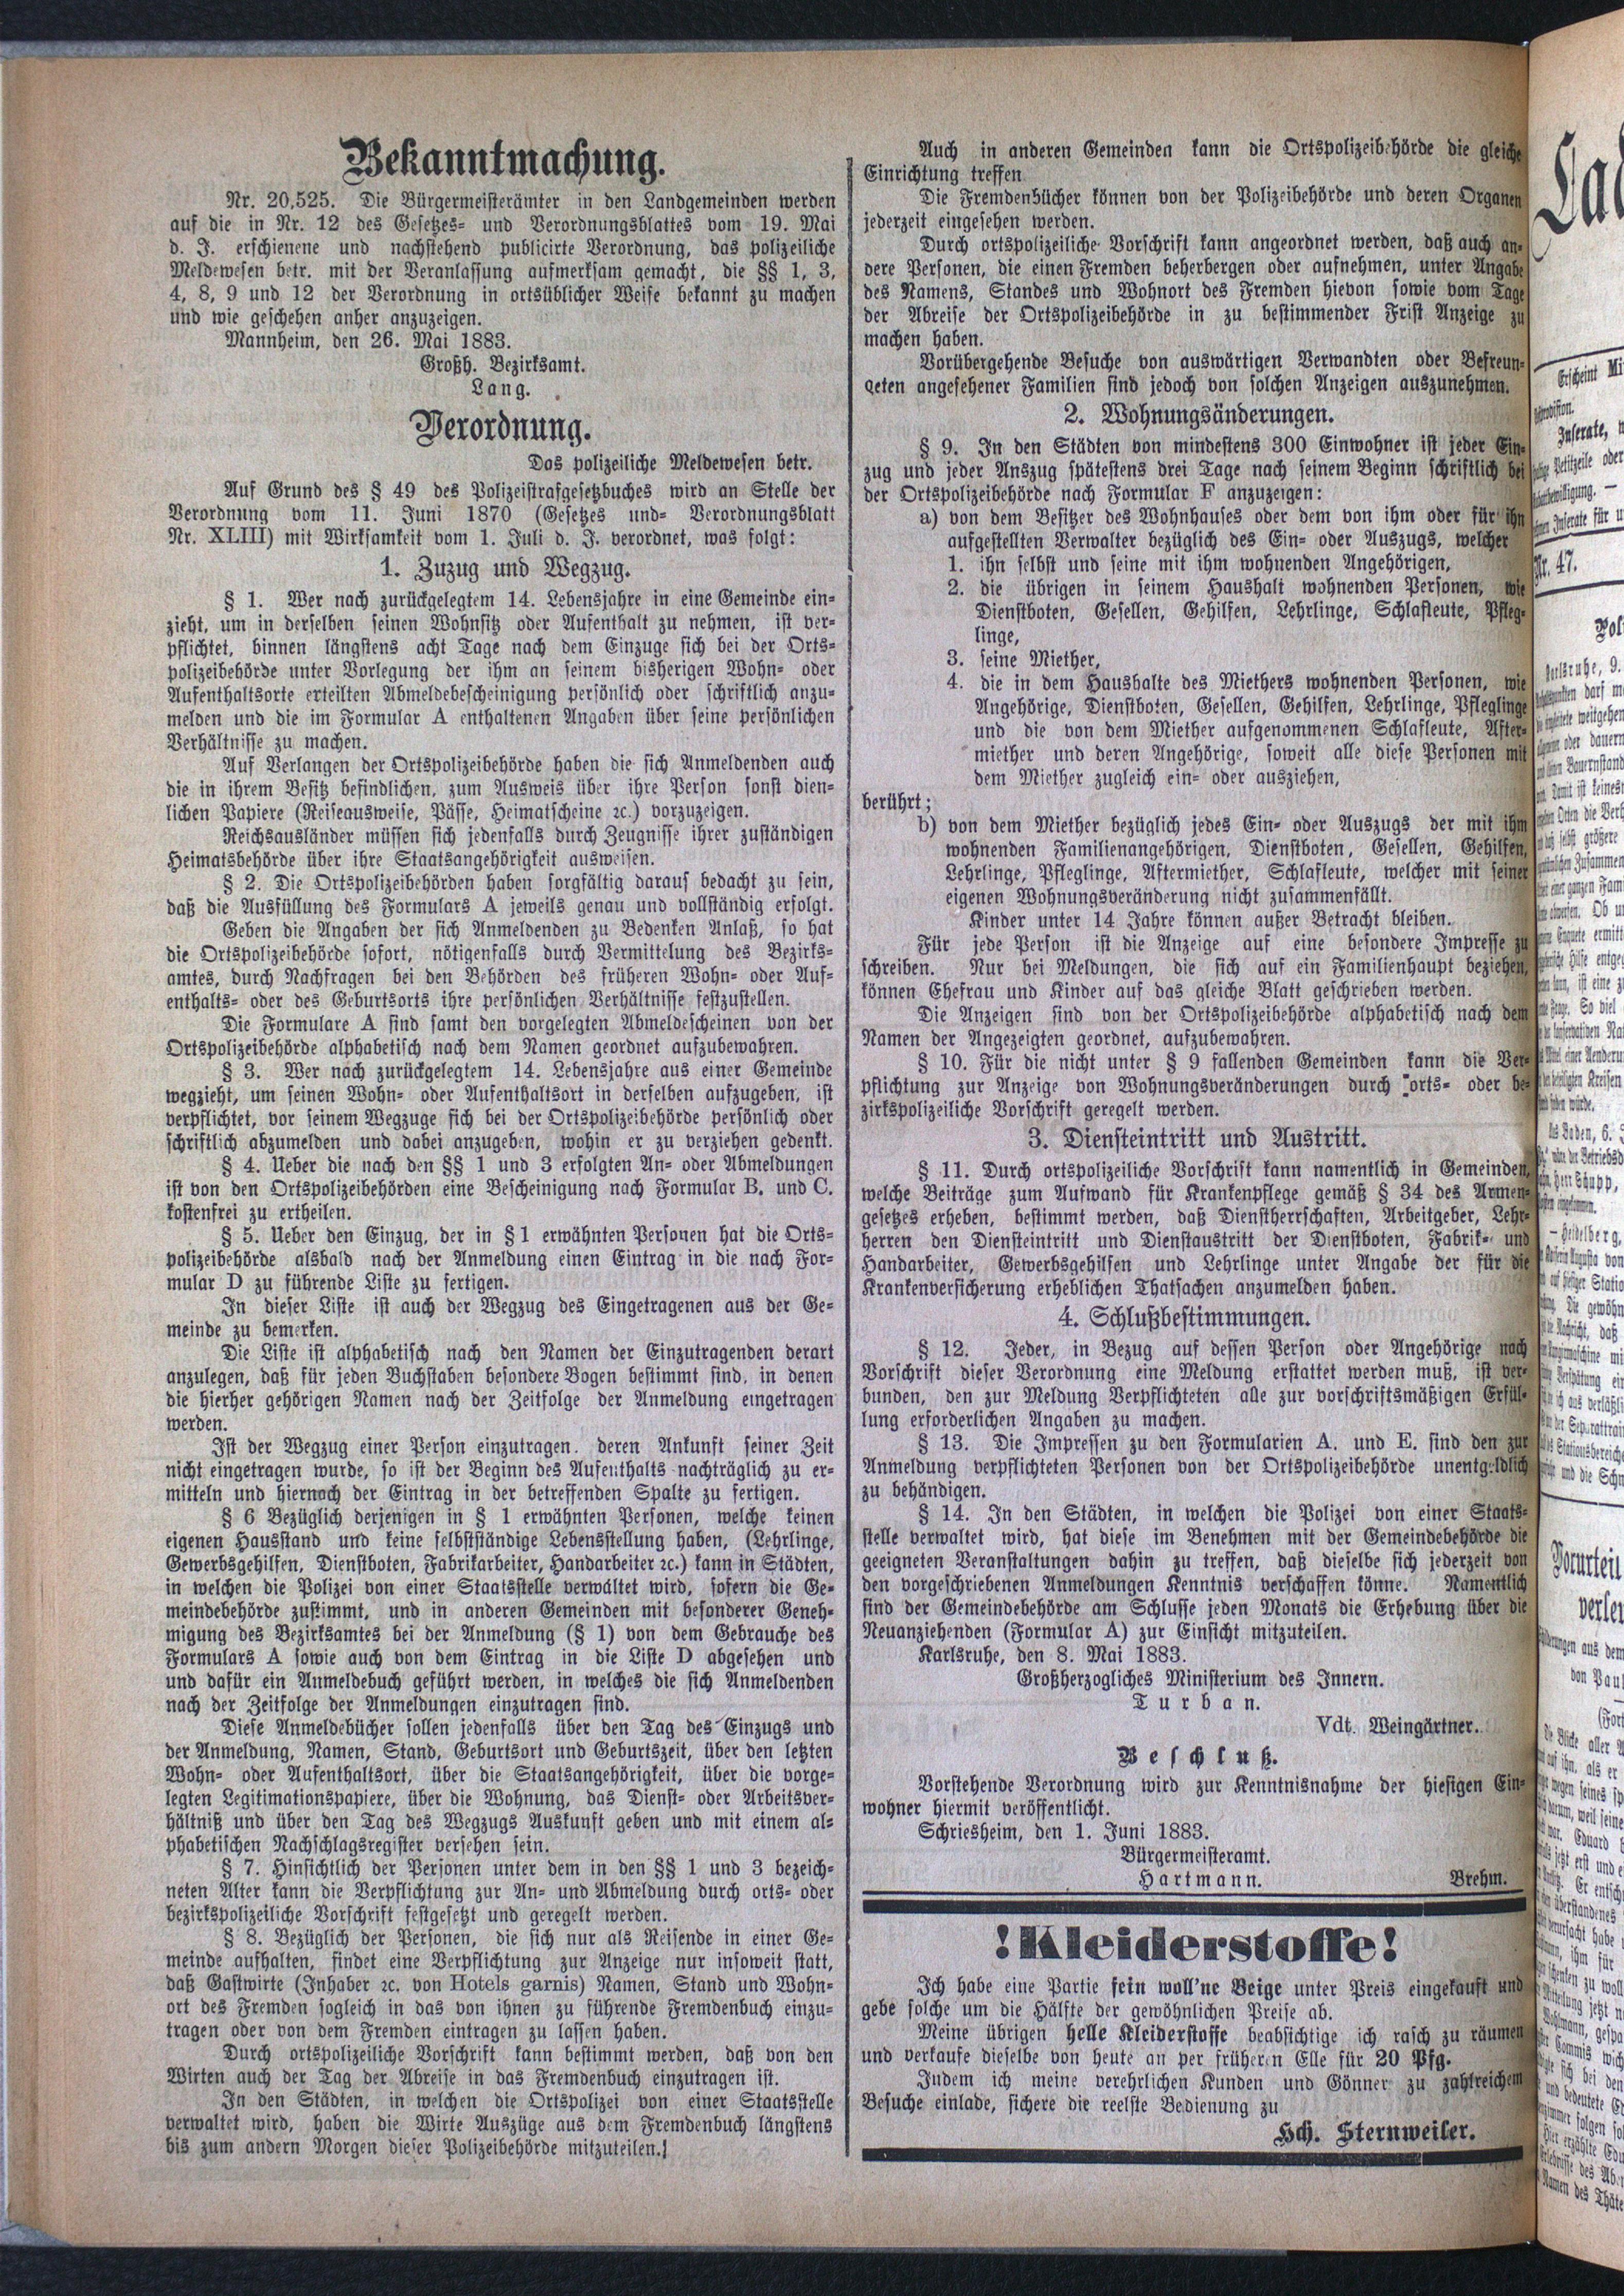 Bekanntmachung.
Nr. 20,525. Die Bürgermeisterämter in den Landgemeinden werden
auf die in Nr. 12 des Gesetzes- und Verordnungsblattes vom 19. Mai
d. J. erschienene und nachstehend publicirte Verordnung, das polizeiliche
Meldewesen betr. mit der Veranlassung aufmerksam gemacht, die §§ 1, 3,
4, 8, 9 und 12 der Verordnung in ortsüblicher Weise bekannt zu machen
und wie geschehen anher anzuzeigen.
Mannheim, den 26. Mai 1883.
Großh. Bezirksamt.
Lang.
Verordnung.
Das polizeiliche Meldewesen betr.
Auf Grund des § 49 des Polizeistrafgesetzbuches wird an Stelle der
Verordnung vom 11. Juni 1870 (Gesetzes und- Verordnungsblatt
Nr. XLIII) mit Wirksamkeit vom 1. Juli d. J. verordnet, was folgt:
1. Zuzug und Wegzug.
§ 1. Wer nach zurückgelegtem 14. Lebensjahre in eine Gemeinde ein-
zieht, um in derselben seinen Wohnsitz oder Aufenthalt zu nehmen, ist ver-
pflichtet, binnen längstens acht Tage nach dem Einzuge sich bei der Orts-
polizeibehörde unter Vorlegung der ihm an seinem bisherigen Wohn- oder
Aufenthaltsorte erteilten Abmeldebescheinigung persönlich oder schriftlich anzu-
melden und die im Formular A enthaltenen Angaben über seine persönlichen
Verhältnisse zu machen.
Auf Verlangen der Ortspolizeibehörde haben die sich Anmeldenden auch
die in ihrem Besitz befindlichen, zum Ausweis über ihre Person sonst dien-
lichen Papiere (Reiseausweise, Pässe, Heimatscheine ꝛc.) vorzuzeigen.
Reichsausländer müssen sich jedenfalls durch Zeugnisse ihrer zuständigen
Heimatsbehörde über ihre Staatsangehörigkeit ausweisen.
§ 2. Die Ortspolizeibehörden haben sorgfältig darauf bedacht zu sein,
daß die Ausfüllung des Formulars A jeweils genau und vollständig erfolgt.
Geben die Angaben der sich Anmeldenden zu Bedenken Anlaß, so hat
die Ortspolizeibehörde sofort, nötigenfalls durch Vermittelung des Bezirks-
amtes, durch Nachfragen bei den Behörden des früheren Wohn- oder Auf-
enthalts- oder des Geburtsorts ihre persönlichen Verhältnisse festzustellen.
Die Formulare A sind samt den vorgelegten Abmeldescheinen von der
Ortspolizeibehörde alphabetisch nach dem Namen geordnet aufzubewahren.
§ 3. Wer nach zurückgelegtem 14. Lebensjahre aus einer Gemeinde
wegzieht, um seinen Wohn- oder Aufenthaltsort in derselben aufzugeben, ist
verpflichtet, vor seinem Wegzuge sich bei der Ortspolizeibehörde persönlich oder
schriftlich abzumelden und dabei anzugeben, wohin er zu verziehen gedenkt.
§ 4. Ueber die nach den §§ 1 und 3 erfolgten An- oder Abmeldungen
ist von den Ortspolizeibehörden eine Bescheinigung nach Formular B. und C.
kostenfrei zu ertheilen.
§ 5. Ueber den Einzug, der in § 1 erwähnten Personen hat die Orts-
polizeibehörde alsbald nach der Anmeldung einen Eintrag in die nach For-
mular D zu führende Liste zu fertigen.
In dieser Liste ist auch der Wegzug des Eingetragenen aus der Ge-
meinde zu bemerken.
Die Liste ist alphabetisch nach den Namen der Einzutragenden derart
anzulegen, daß für jeden Buchstaben besondere Bogen bestimmt sind, in denen
die hierher gehörigen Namen nach der Zeitfolge der Anmeldung eingetragen
werden.
Ist der Wegzug einer Person einzutragen. deren Ankunft seiner Zeit
nicht eingetragen wurde, so ist der Beginn des Aufenthalts nachträglich zu er-
mitteln und hiernach der Eintrag in der betreffenden Spalte zu fertigen.
§ 6 Bezüglich derjenigen in § 1 erwähnten Personen, welche keinen
eigenen Hausstand und keine selbstständige Lebensstellung haben, (Lehrlinge,
Gewerbsgehilfen, Dienstboten, Fabrikarbeiter, Handarbeiter ꝛc.) kann in Städten,
in welchen die Polizei von einer Staatsstelle verwaltet wird, sofern die Ge-
meindebehörde zustimmt, und in anderen Gemeinden mit besonderer Geneh-
migung des Bezirksamtes bei der Anmeldung (§ 1) von dem Gebrauche des
Formulars A sowie auch von dem Eintrag in die Liste D abgesehen und
und dafür ein Anmeldebuch geführt werden, in welches die sich Anmeldenden
nach der Zeitfolge der Anmeldungen einzutragen sind.
Diese Anmeldebücher sollen jedenfalls über den Tag des Einzugs und
der Anmeldung, Namen, Stand, Geburtsort und Geburtszeit, über den letzten
Wohn- oder Aufenthaltsort, über die Staatsangehörigkeit, über die vorge-
legten Legitimationspapiere, über die Wohnung, das Dienst- oder Arbeitsver-
hältniß und über den Tag des Wegzugs Auskunft geben und mit einem al-
phabetischen Nachschlagsregister versehen sein.
§ 7. Hinsichtlich der Personen unter dem in den §§ 1 und 3 bezeich-
neten Alter kann die Verpflichtung zur An- und Abmeldung durch orts- oder
bezirkspolizeiliche Vorschrift festgesetzt und geregelt werden.
§ 8. Bezüglich der Personen, die sich nur als Reisende in einer Ge-
meinde aufhalten, findet eine Verpflichtung zur Anzeige nur insoweit statt,
daß Gastwirte (Inhaber ꝛc. von Hotels garnis) Namen, Stand und Wohn-
ort des Fremden sogleich in das von ihnen zu führende Fremdenbuch einzu-
tragen oder von dem Fremden eintragen zu lassen haben.
Durch ortspolizeiliche Vorschrift kann bestimmt werden, daß von den
Wirten auch der Tag der Abreise in das Fremdenbuch einzutragen ist.
In den Städten, in welchen die Ortspolizei von einer Staatsstelle
verwaltet wird, haben die Wirte Auszüge aus dem Fremdenbuch längstens
bis zum andern Morgen dieser Polizeibehörde mitzuteilen.
Auch in anderen Gemeinden kann die Ortspolizeibehörde die gleiche
Einrichtung treffen
Die Fremdenbücher können von der Polizeibehörde und deren Organen
jederzeit eingesehen werden.
Durch ortspolizeiliche Vorschrift kann angeordnet werden, daß auch an-
dere Personen, die einen Fremden beherbergen oder aufnehmen, unter Angabe
des Namens, Standes und Wohnort des Fremden hievon sowie vom Tage
der Abreise der Ortspolizeibehörde in zu bestimmender Frist Anzeige zu
machen haben.
Vorübergehende Besuche von auswärtigen Verwandten oder Befreun-
deten angesehener Familien sind jedoch von solchen Anzeigen auszunehmen.
2. Wohnungsänderungen.
§ 9. In den Städten von mindestens 300 Einwohner ist jeder Ein-
zug und jeder Auszug spätestens drei Tage nach seinem Beginn schriftlich bei
der Ortspolizeibehörde nach Formular F anzuzeigen:
a) von dem Besitzer des Wohnhauses oder dem von ihm oder für ihn
aufgestellten Verwalter bezüglich des Ein- oder Auszugs, welcher
1. ihn selbst und seine mit ihm wohnenden Angehörigen,
2. die übrigen in seinem Haushalt wohnenden Personen, wie
Dienstboten, Gesellen, Gehilfen, Lehrlinge, Schlafleute, Pfleg-
linge,
3. seine Miether,
4. die in dem Haushalte des Miethers wohnenden Personen, wie
Angehörige, Dienstboten, Gesellen, Gehilfen, Lehrlinge, Pfleglinge
und die von dem Miether aufgenommenen Schlafleute, After-
miether und deren Angehörige, soweit alle diese Personen mit
dem Miether zugleich ein- oder ausziehen,
berührt;
b) von dem Miether bezüglich jedes Ein- oder Auszugs der mit ihm
wohnenden Familienangehörigen, Dienstboten, Gesellen, Gehilfen,
Lehrlinge, Pfleglinge, Aftermiether, Schlafleute, welcher mit seiner
eigenen Wohnungsveränderung nicht zusammenfällt.
Kinder unter 14 Jahre können außer Betracht bleiben.
Für jede Person ist die Anzeige auf eine besondere Impresse zu
schreiben. Nur bei Meldungen, die sich auf ein Familienhaupt beziehen,
können Ehefrau und Kinder auf das gleiche Blatt geschrieben werden.
Die Anzeigen sind von der Ortspolizeibehörde alphabetisch nach dem
Namen der Angezeigten geordnet, aufzubewahren.
§ 10. Für die nicht unter § 9 fallenden Gemeinden kann die Ver-
pflichtung zur Anzeige von Wohnungsveränderungen durch orts- oder be-
zirkspolizeiliche Vorschrift geregelt werden.
3. Diensteintritt und Austritt.
§ 11. Durch ortspolizeiliche Vorschrift kann namentlich in Gemeinden,
welche Beiträge zum Aufwand für Krankenpflege gemäß § 34 des Armen-
gesetzes erheben, bestimmt werden, daß Dienstherrschaften, Arbeitgeber, Lehr-
herren den Diensteintritt und Dienstaustritt der Dienstboten, Fabrik- und
Handarbeiter, Gewerbsgehilfen und Lehrlinge unter Angabe der für die
Krankenversicherung erheblichen Thatsachen anzumelden haben.
4. Schlußbestimmungen.
§ 12. Jeder, in Bezug auf dessen Person oder Angehörige nach
Vorschrift dieser Verordnung eine Meldung erstattet werden muß, ist ver-
bunden, den zur Meldung Verpflichteten alle zur vorschriftsmäßigen Erfül-
lung erforderlichen Angaben zu machen.
§ 13. Die Impressen zu den Formularien A. und E. sind den zur
Anmeldung verpflichteten Personen von der Ortspolizeibehörde unentgeldlich
zu behändigen.
§ 14. In den Städten, in welchen die Polizei von einer Staats-
stelle verwaltet wird, hat diese im Benehmen mit der Gemeindebehörde die
geeigneten Veranstaltungen dahin zu treffen, daß dieselbe sich jederzeit von
den vorgeschriebenen Anmeldungen Kenntnis verschaffen könne. Namentlich
sind der Gemeindebehörde am Schlusse jeden Monats die Erhebung über die
Neuanziehenden (Formular A) zur Einsicht mitzuteilen.
Karlsruhe, den 8. Mai 1883.
Großherzogliches Ministerium des Innern.
Turban.
Vdt. Weingärtner.
Beschluß.
Vorstehende Verordnung wird zur Kenntnisnahme der hiesigen Ein-
wohner hiermit veröffentlicht.
Schriesheim, den 1. Juni 1883.
Bürgermeisteramt.
Hartmann. Brehm.
!Kleiderstoffe!
Ich habe eine Partie fein woll'ne Beige unter Preis eingekauft und
gebe solche um die Hälfte der gewöhnlichen Preise ab.
Meine übrigen helle Kleiderstoffe beabsichtige ich rasch zu räumen
und verkaufe dieselbe von heute an per früheren Elle für 20 Pfg.
Indem ich meine verehrlichen Kunden und Gönner zu zahlreichem
Besuche einlade, sichere die reelste Bedienung zu
Hch. Sternweiler.
Lad
Erscheint Mi
Nr. 47.
Karlsruhe, 9.